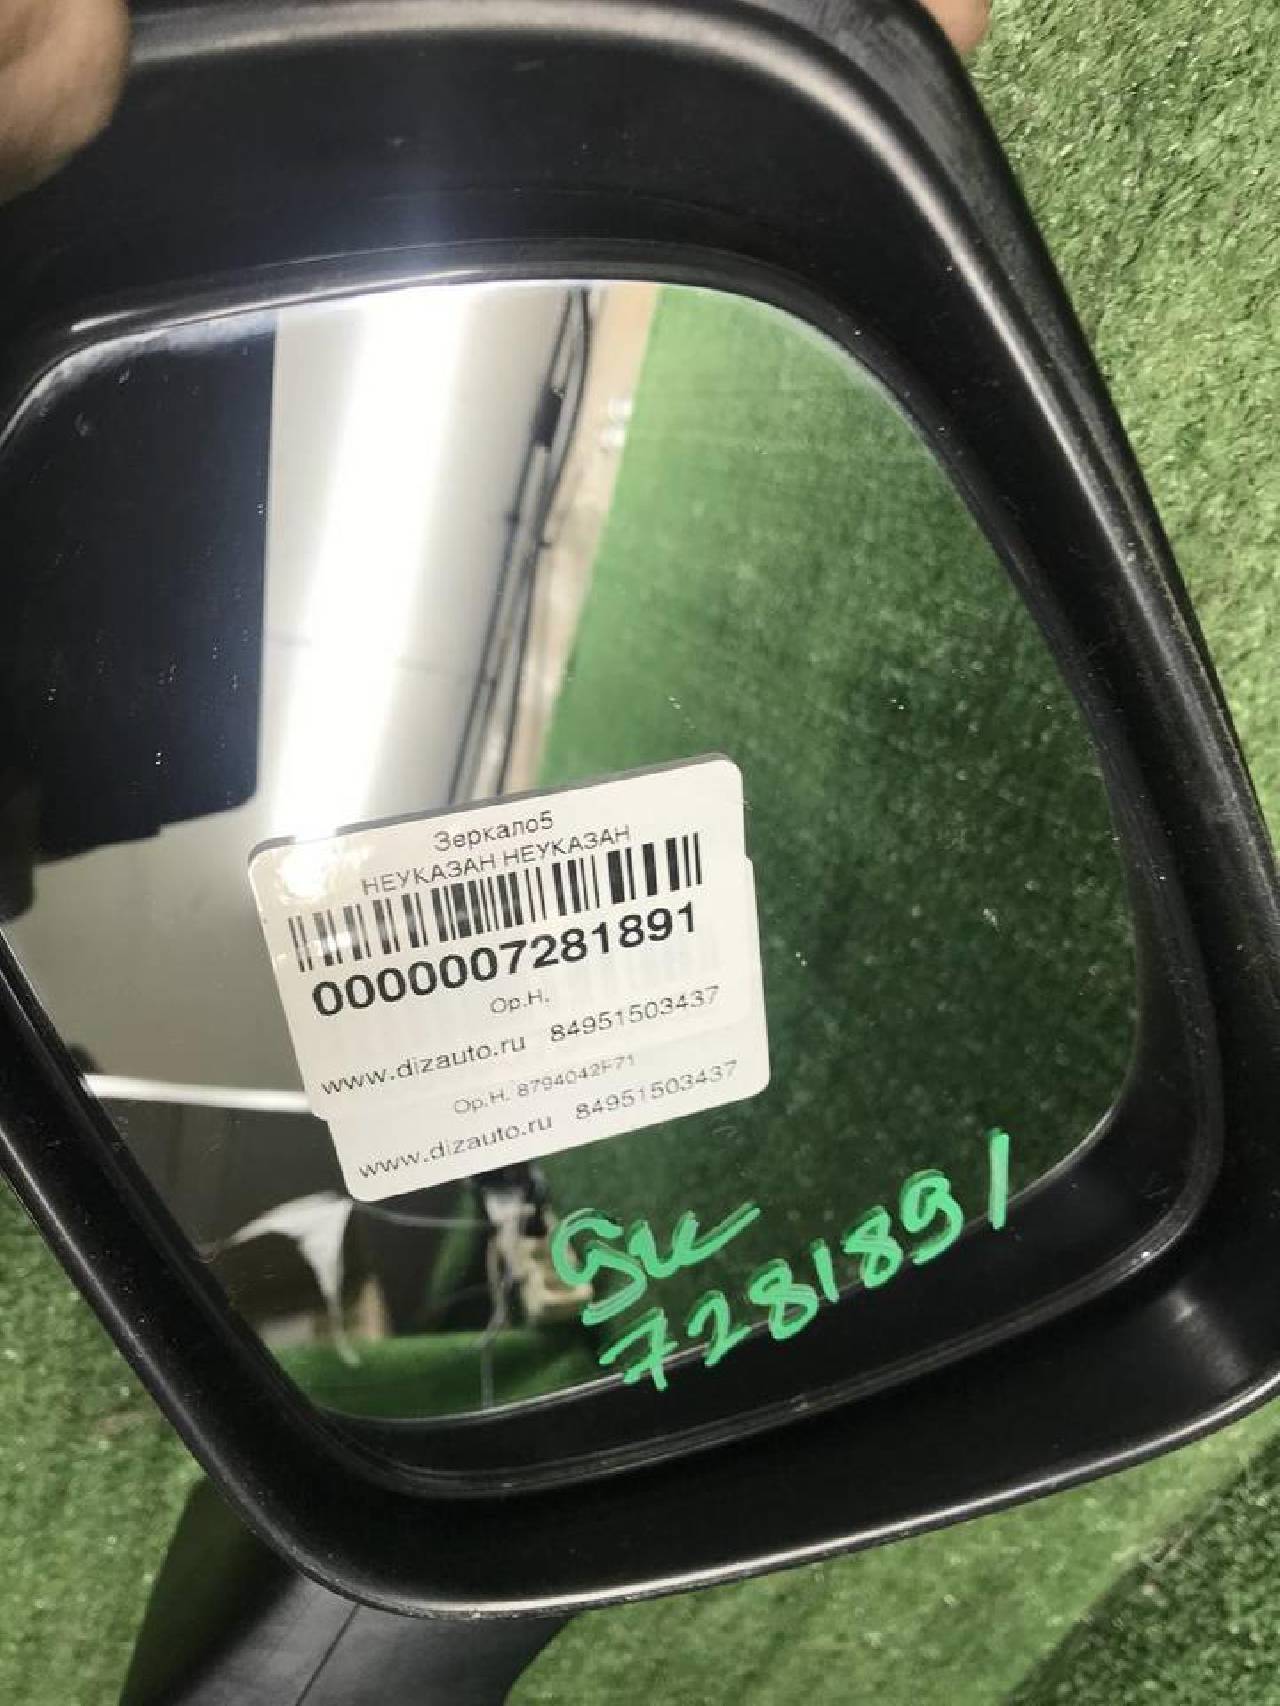 Зеркало5
НЕУКАЗАН НЕУКАЗАН
0000007281891
Ор.Н.
www.dizauto.ru 84951503437
Ор.Н. 8794042F71
www.dizauto.ru 84951503437
7281891